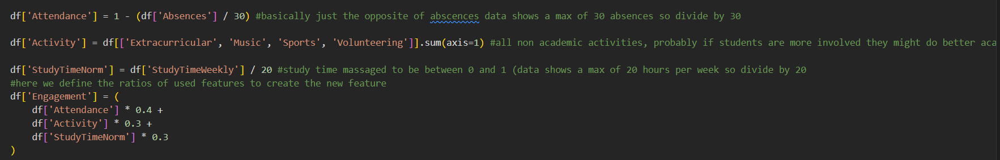 df['Attendance'] = 1 - (df['Absences'] / 30) #basically just the opposite of abscences data shows a max of 30 absences so divide by 30
df['Activity'] = df[['Extracurricular', 'Music', 'Sports', 'Volunteering']].sum(axis=1) #all non academic activities, probably if students are more involved they might do better aca
df['StudyTimeNorm'] = df['StudyTimeWeekly'] / 20 #study time massaged to be between 0 and 1 (data shows a max of 20 hours per week so divide by 20
#here we define the ratios of used features to create the new feature
df['Engagement'] = (
    df['Attendance'] * 0.4 +
    df['Activity'] * 0.3 +
    df['StudyTimeNorm'] * 0.3
)